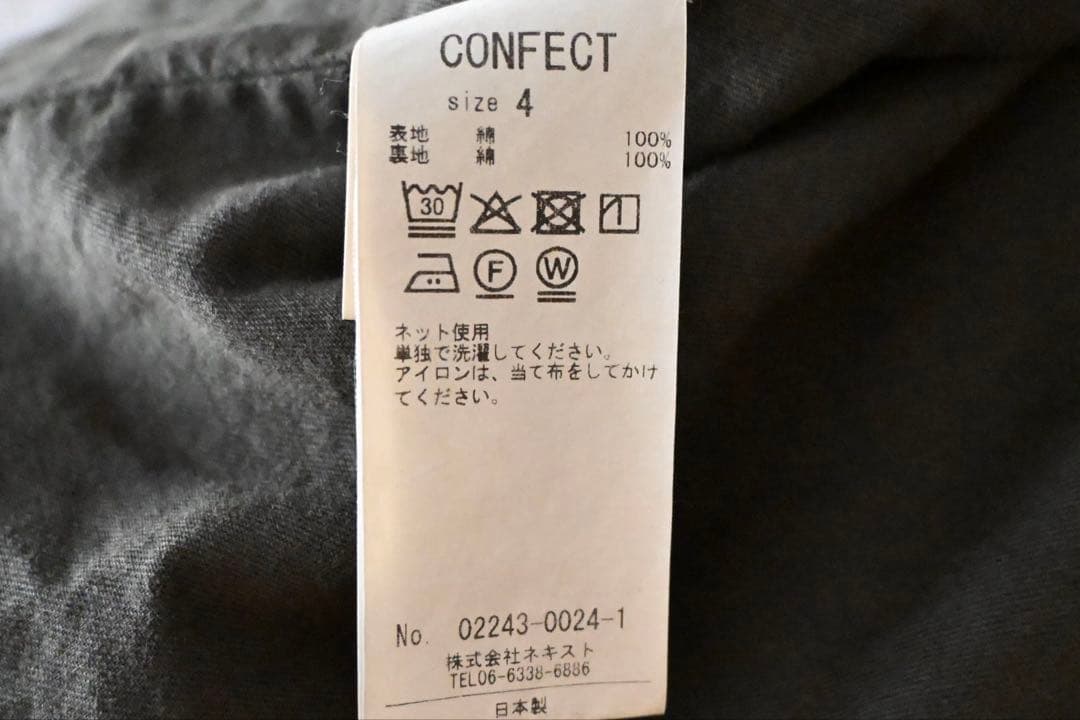 CONFECT
size 4
表地 綿 100%
裏地 綿 100%
30
F W
ネット使用
単独で洗濯してください。
アイロンは、当て布をしてかけ
てください。
No. 02243-0024-1
株式会社ネキスト
TEL06-6338-6886
日本製